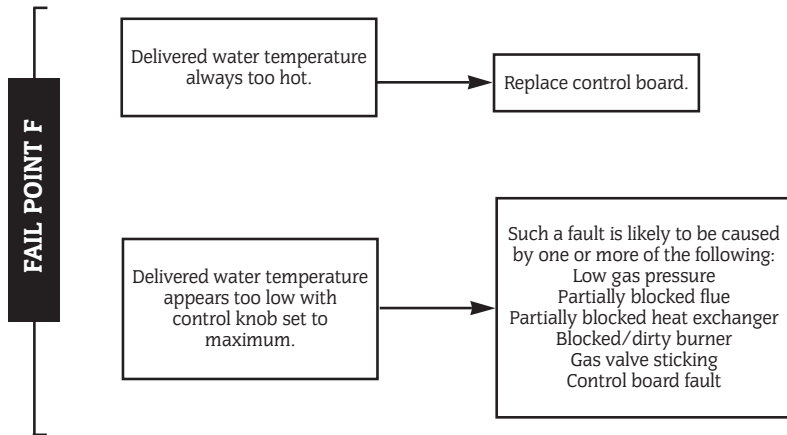 FAIL POINT F
Delivered water temperature
always too hot.
Replace control board.
Delivered water temperature
appears too low with
control knob set to
maximum.
Such a fault is likely to be caused
by one or more of the following:
Low gas pressure
Partially blocked flue
Partially blocked heat exchanger
Blocked/dirty burner
Gas valve sticking
Control board fault